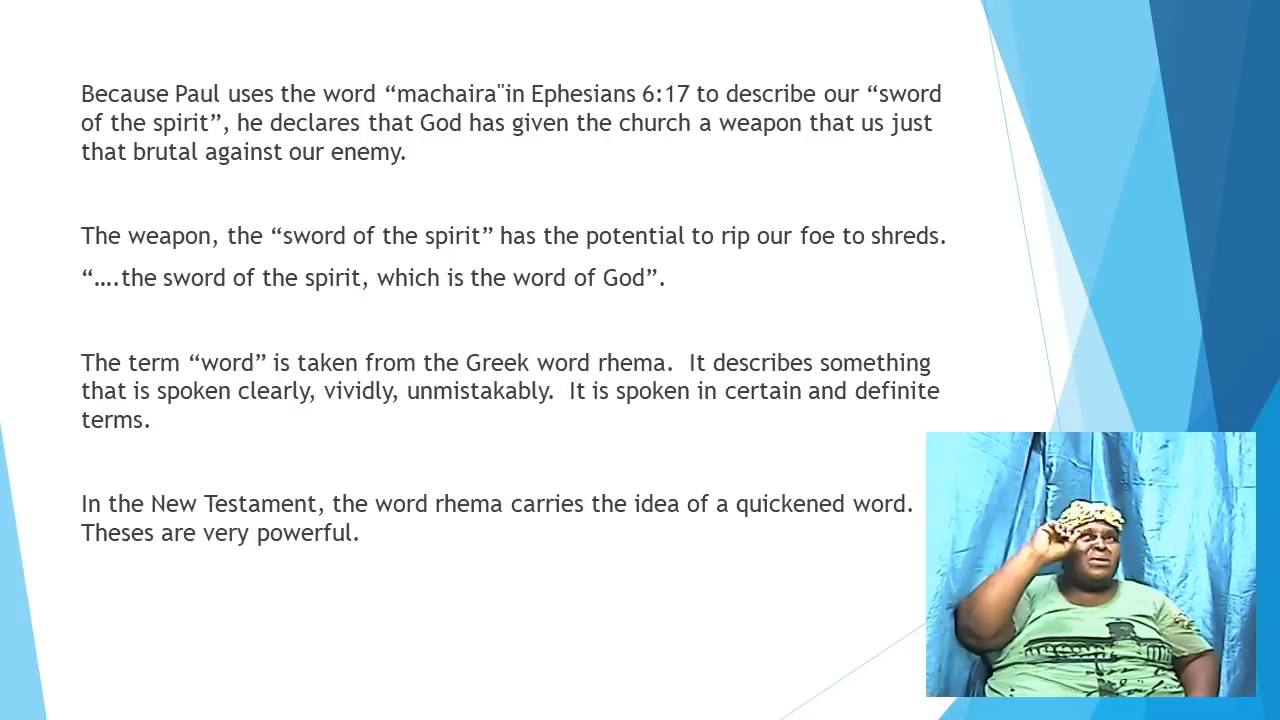 Because Paul uses the word “machaira"in Ephesians 6:17 to describe our “sword
of the spirit”, he declares that God has given the church a weapon that us just
that brutal against our enemy.
The weapon, the “sword of the spirit” has the potential to rip our foe to shreds.
“….the sword of the spirit, which is the word of God”.
The term “word” is taken from the Greek word rhema.  It describes something
that is spoken clearly, vividly, unmistakably.  It is spoken in certain and definite
terms.
In the New Testament, the word rhema carries the idea of a quickened word.
Theses are very powerful.